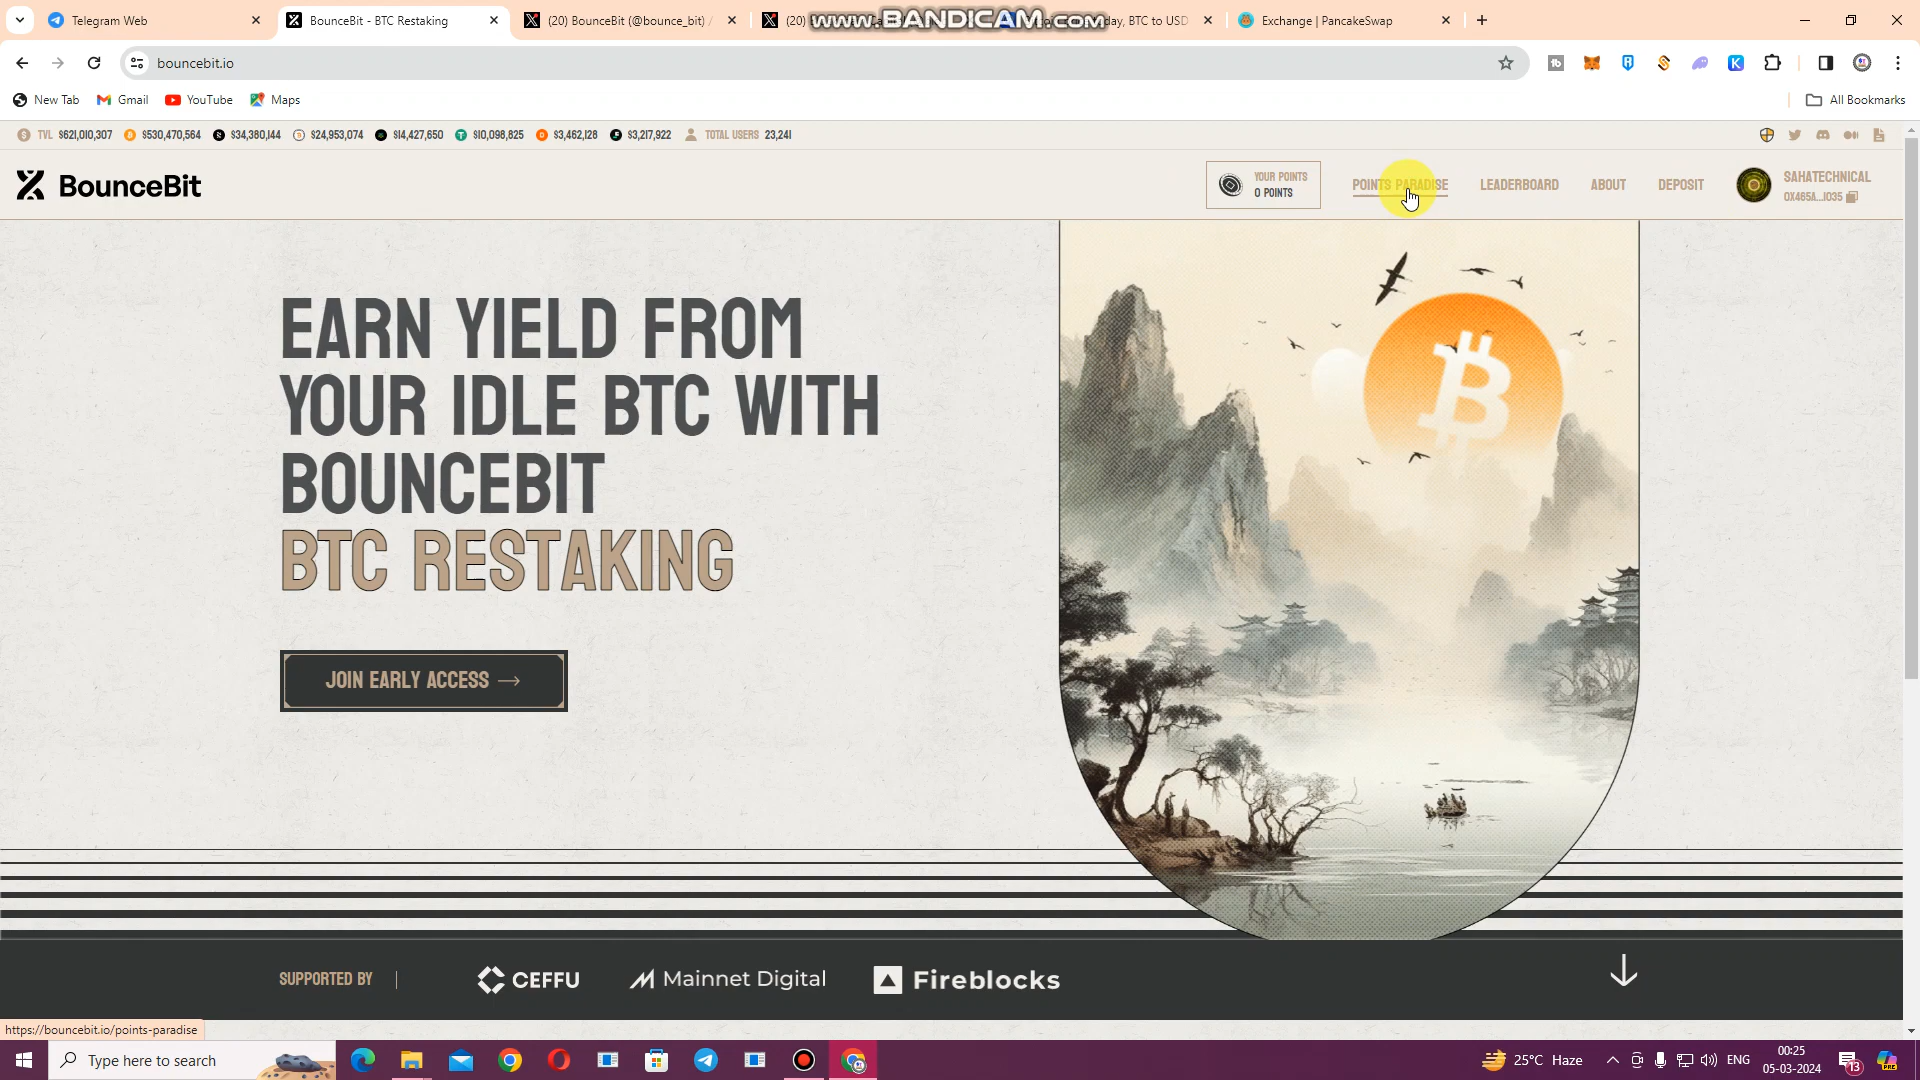 Telegram Web
BounceBit - BTC Restaking
(20) BounceBit (@bounce_bit) /
(20)
www.BANDICAM.com
today, BTC to USD
Exchange | PancakeSwap
bouncebit.io
New Tab
Gmail
YouTube
Maps
All Bookmarks
TVL $621,010,307 $530,470,564 $34,380,144 $24,953,074 $14,427,650 $10,098,825 $3,462,128 $3,217,922 TOTAL USERS 23,241
BounceBit
YOUR POINTS
0 POINTS
POINTS PARADISE
LEADERBOARD
ABOUT
DEPOSIT
SAHATECHNICAL
0X465A...1035
EARN YIELD FROM
YOUR IDLE BTC WITH
BOUNCEBIT
BTC RESTAKING
JOIN EARLY ACCESS →
SUPPORTED BY
CEFFU
Mainnet Digital
Fireblocks
https://bouncebit.io/points-paradise
Type here to search
25°C Haze
ENG
00:25
05-03-2024
13
PRE